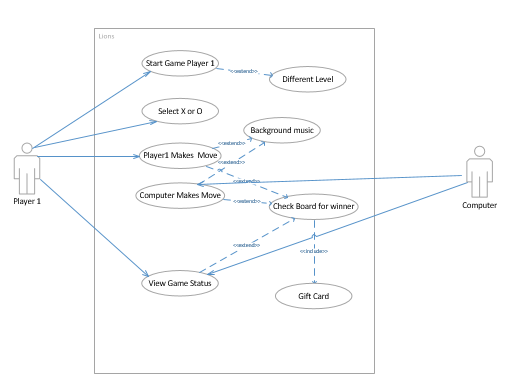 Lions
Start Game Player 1
<<extend>>
Different Level
Select X or O
Background music
<<extend>>
Player1 Makes  Move
<<extend>>
<<extend>>
Computer Makes Move
<<extend>>
Check Board for winner
Player 1
Computer
<<extend>>
<<include>>
View Game Status
Gift Card